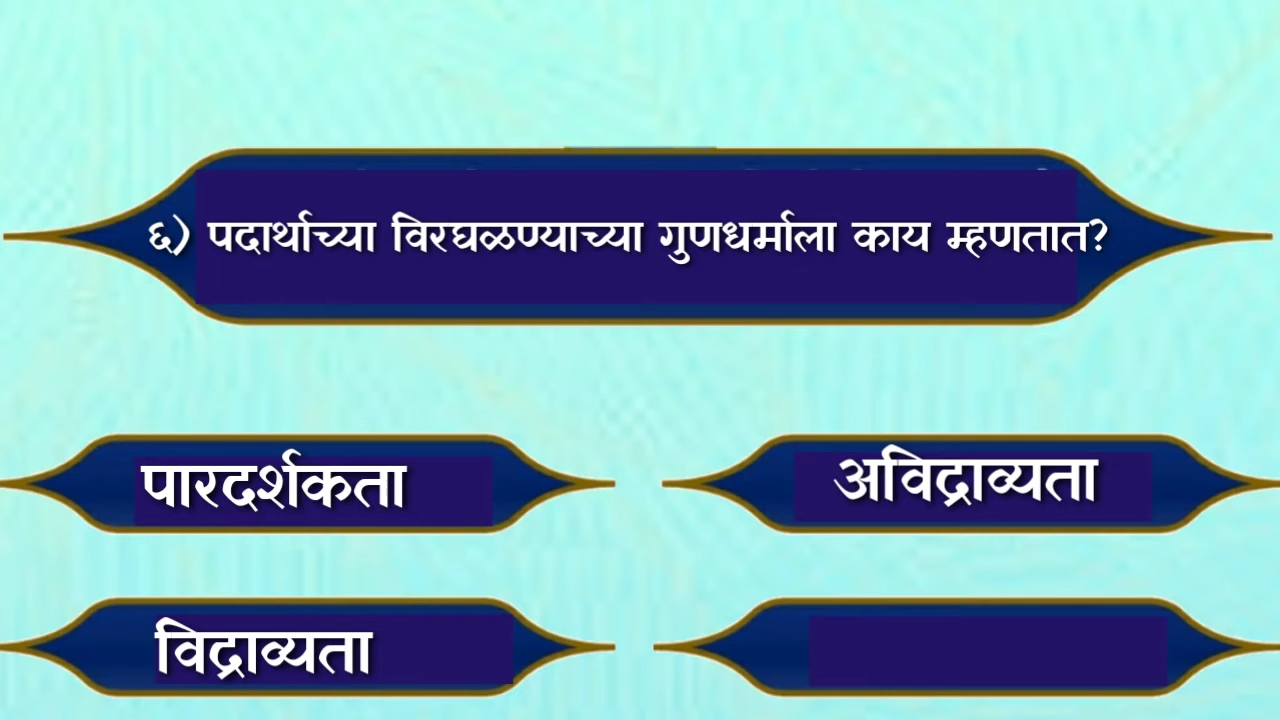 ६) पदार्थाच्या विरघळण्याच्या गुणधर्माला काय म्हणतात?
पारदर्शकता
अविद्राव्यता
विद्राव्यता